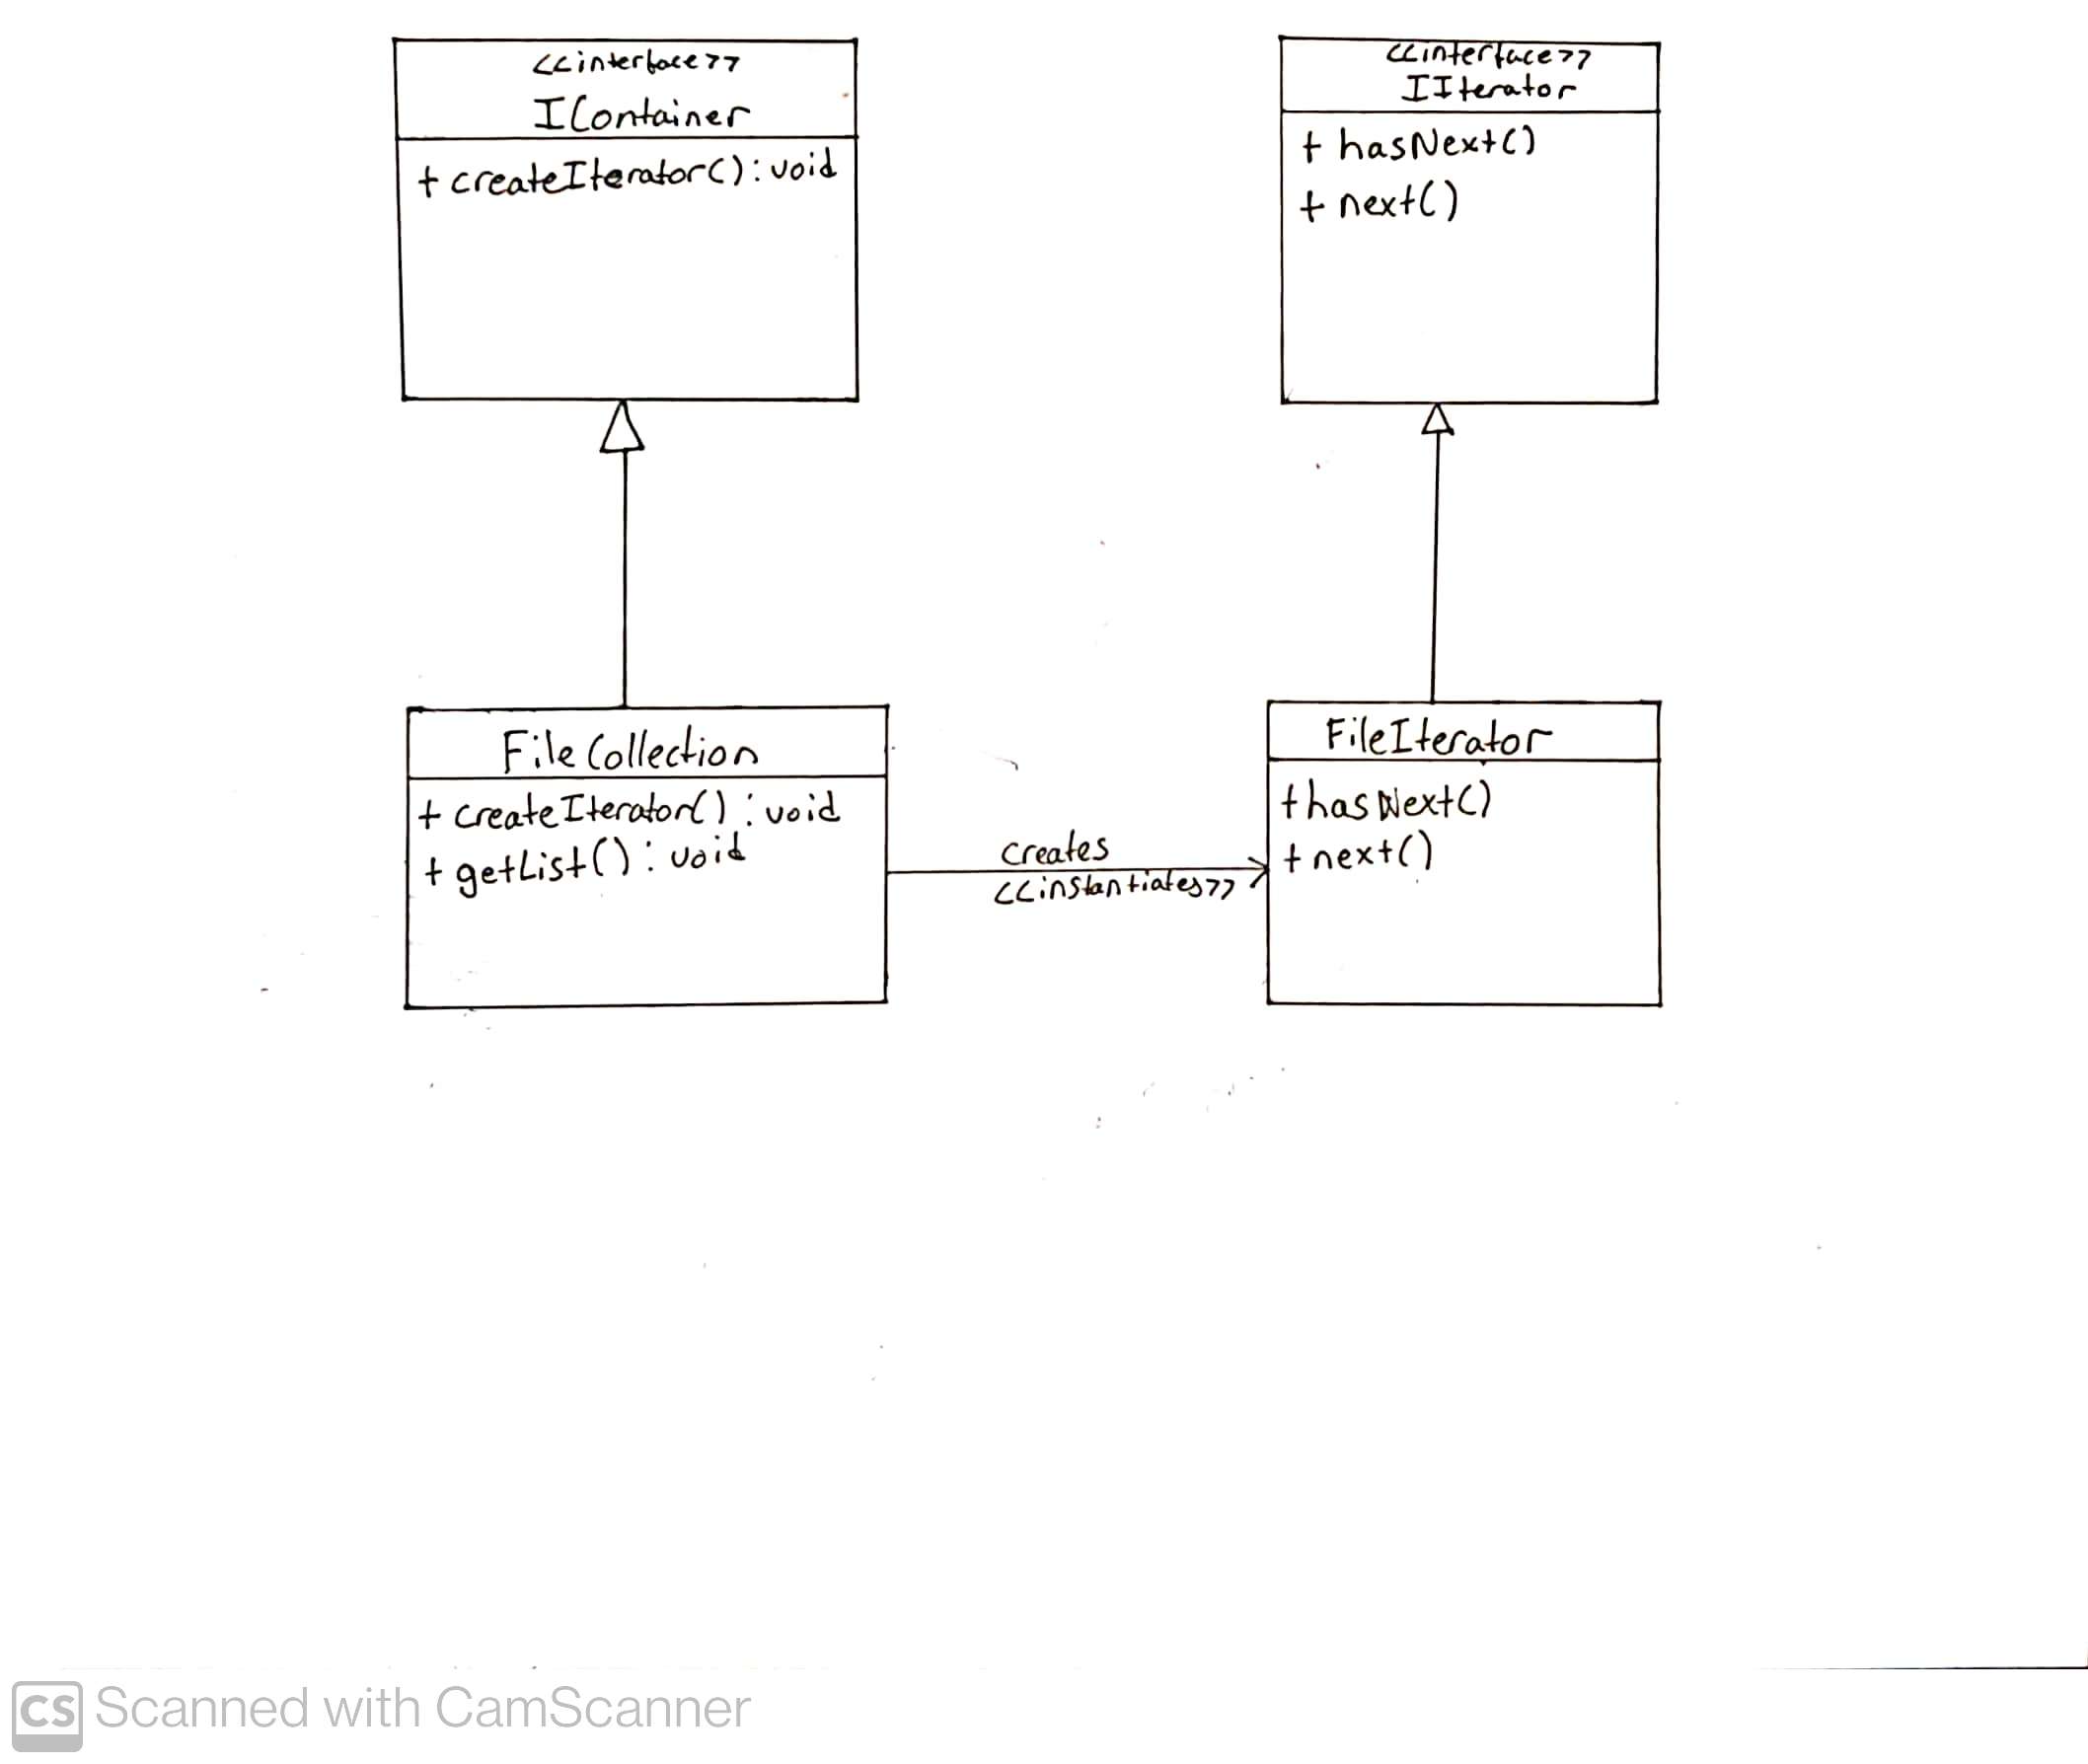 <<interface>>
IContainer
+ createIterator(): void
<<interface>>
IIterator
+ hasNext()
+ next()
File Collection
+ createIterator(): void
+ getList(): void
creates
<<instantiates>>
FileIterator
+hasNext()
+next()
CS Scanned with CamScanner